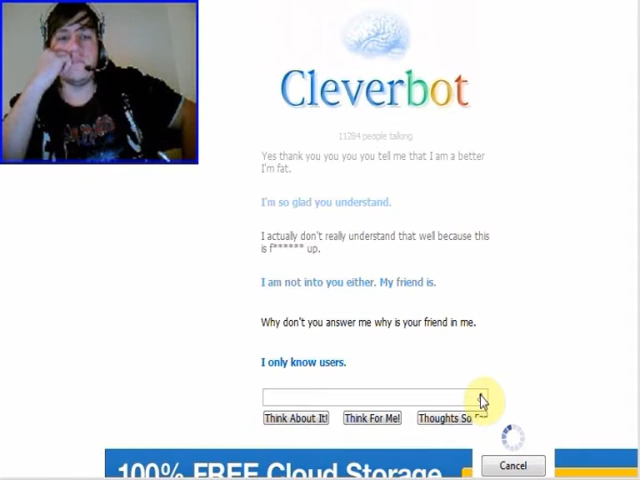 Cleverbot
11284 people talking
Yes thank you you you you tell me that I am a better
I'm fat.
I'm so glad you understand.
I actually don't really understand that well because this
is f****** up.
I am not into you either. My friend is.
Why don't you answer me why is your friend in me.
I only know users.
Think About It! Think For Me! Thoughts So
Cancel
100% FREE Cloud Storage